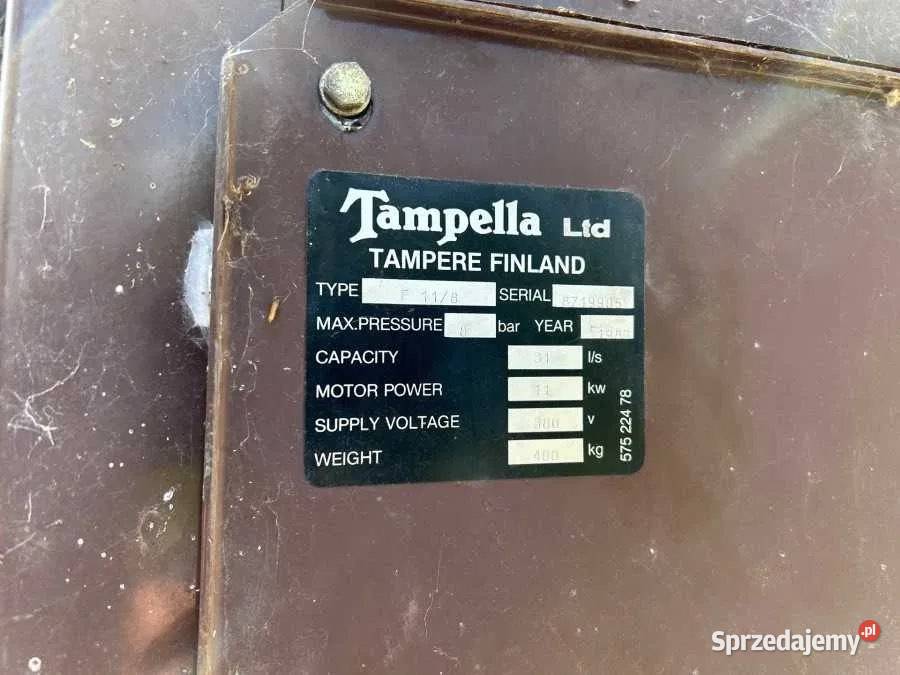 Tampella Ltd
TAMPERE FINLAND
TYPE F 11/8 SERIAL 8719905
MAX.PRESSURE 8 bar YEAR
CAPACITY 31 l/s
MOTOR POWER 11 kw
SUPPLY VOLTAGE 380 v
WEIGHT 400 kg
575 224 78
Sprzedajemy.pl